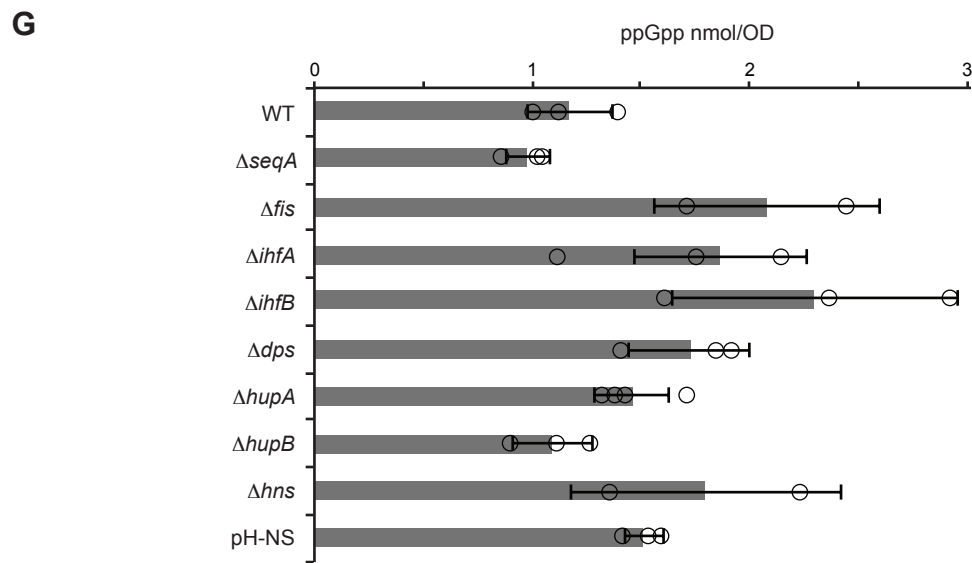 G
ppGpp nmol/OD
0 1 2 3
WT
ΔseqA
Δfis
ΔihfA
ΔihfB
Δdps
ΔhupA
ΔhupB
Δhns
pH-NS